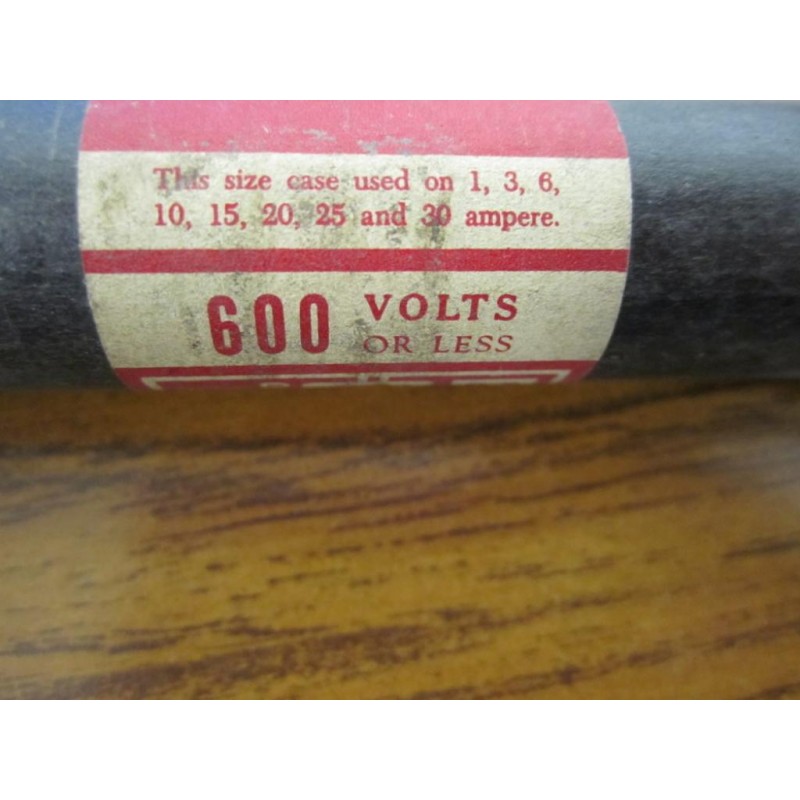 This size case used on 1, 3, 6,
10, 15, 20, 25 and 30 ampere.
600 VOLTS
OR LESS